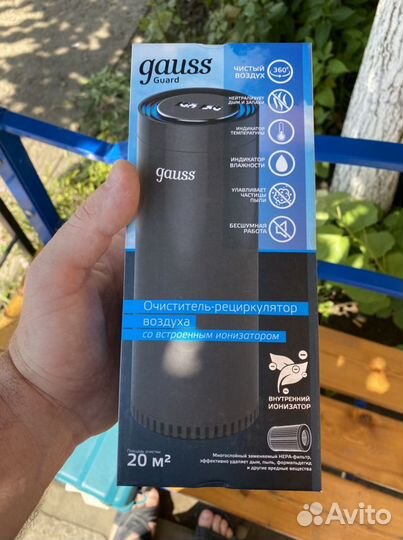 gauss
Guard
ЧИСТЫЙ
ВОЗДУХ
360°
НЕЙТРАЛИЗУЕТ
ДЫМ И ЗАПАХИ
ИНДИКАТОР
ТЕМПЕРАТУРЫ
ИНДИКАТОР
ВЛАЖНОСТИ
УЛАВЛИВАЕТ
ЧАСТИЦЫ
ПЫЛИ
БЕСШУМНАЯ
РАБОТА
gauss
Очиститель-рециркулятор
воздуха
со встроенным ионизатором
ВНУТРЕННИЙ
ИОНИЗАТОР
Площадь очистки
20 м²
Многослойный заменяемый HEPA-фильтр,
эффективно удаляет дым, пыль, формальдегид
и другие вредные вещества
Avito